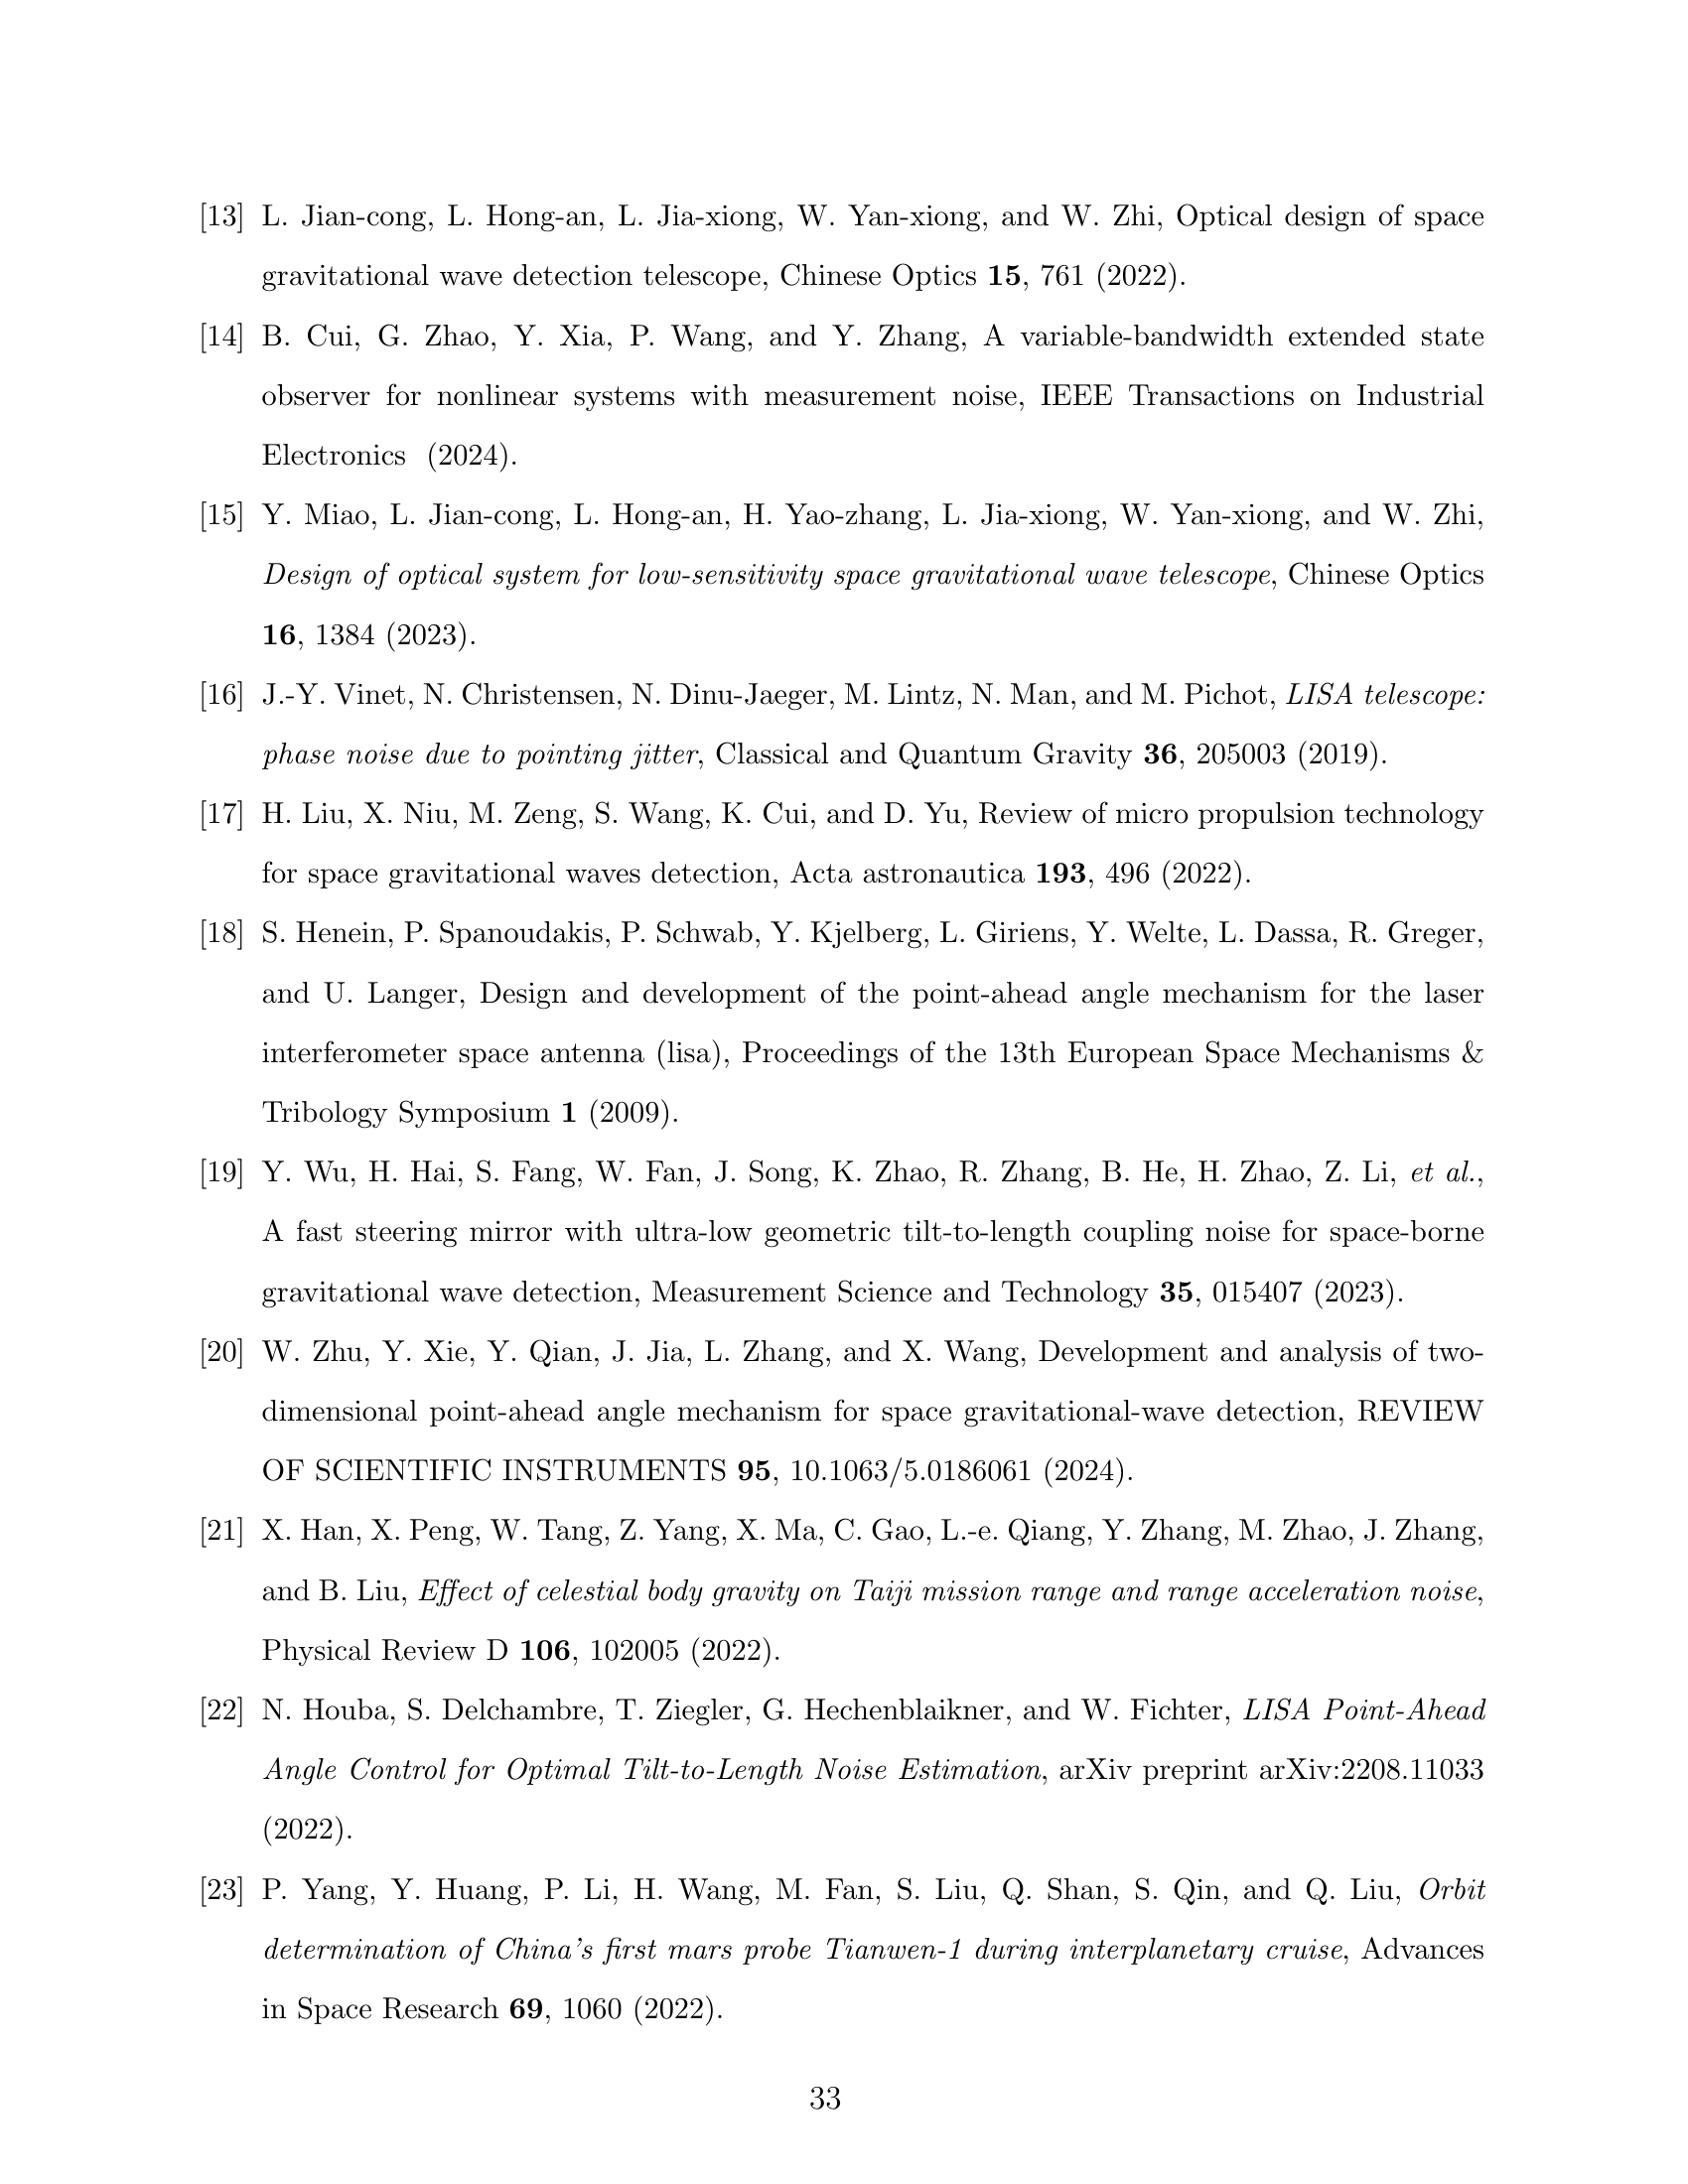 [13] L. Jian-cong, L. Hong-an, L. Jia-xiong, W. Yan-xiong, and W. Zhi, Optical design of space
gravitational wave detection telescope, Chinese Optics 15, 761 (2022).
[14] B. Cui, G. Zhao, Y. Xia, P. Wang, and Y. Zhang, A variable-bandwidth extended state
observer for nonlinear systems with measurement noise, IEEE Transactions on Industrial
Electronics (2024).
[15] Y. Miao, L. Jian-cong, L. Hong-an, H. Yao-zhang, L. Jia-xiong, W. Yan-xiong, and W. Zhi,
Design of optical system for low-sensitivity space gravitational wave telescope, Chinese Optics
16, 1384 (2023).
[16] J.-Y. Vinet, N. Christensen, N. Dinu-Jaeger, M. Lintz, N. Man, and M. Pichot, LISA telescope:
phase noise due to pointing jitter, Classical and Quantum Gravity 36, 205003 (2019).
[17] H. Liu, X. Niu, M. Zeng, S. Wang, K. Cui, and D. Yu, Review of micro propulsion technology
for space gravitational waves detection, Acta astronautica 193, 496 (2022).
[18] S. Henein, P. Spanoudakis, P. Schwab, Y. Kjelberg, L. Giriens, Y. Welte, L. Dassa, R. Greger,
and U. Langer, Design and development of the point-ahead angle mechanism for the laser
interferometer space antenna (lisa), Proceedings of the 13th European Space Mechanisms &
Tribology Symposium 1 (2009).
[19] Y. Wu, H. Hai, S. Fang, W. Fan, J. Song, K. Zhao, R. Zhang, B. He, H. Zhao, Z. Li, et al.,
A fast steering mirror with ultra-low geometric tilt-to-length coupling noise for space-borne
gravitational wave detection, Measurement Science and Technology 35, 015407 (2023).
[20] W. Zhu, Y. Xie, Y. Qian, J. Jia, L. Zhang, and X. Wang, Development and analysis of two-
dimensional point-ahead angle mechanism for space gravitational-wave detection, REVIEW
OF SCIENTIFIC INSTRUMENTS 95, 10.1063/5.0186061 (2024).
[21] X. Han, X. Peng, W. Tang, Z. Yang, X. Ma, C. Gao, L.-e. Qiang, Y. Zhang, M. Zhao, J. Zhang,
and B. Liu, Effect of celestial body gravity on Taiji mission range and range acceleration noise,
Physical Review D 106, 102005 (2022).
[22] N. Houba, S. Delchambre, T. Ziegler, G. Hechenblaikner, and W. Fichter, LISA Point-Ahead
Angle Control for Optimal Tilt-to-Length Noise Estimation, arXiv preprint arXiv:2208.11033
(2022).
[23] P. Yang, Y. Huang, P. Li, H. Wang, M. Fan, S. Liu, Q. Shan, S. Qin, and Q. Liu, Orbit
determination of China's first mars probe Tianwen-1 during interplanetary cruise, Advances
in Space Research 69, 1060 (2022).
33